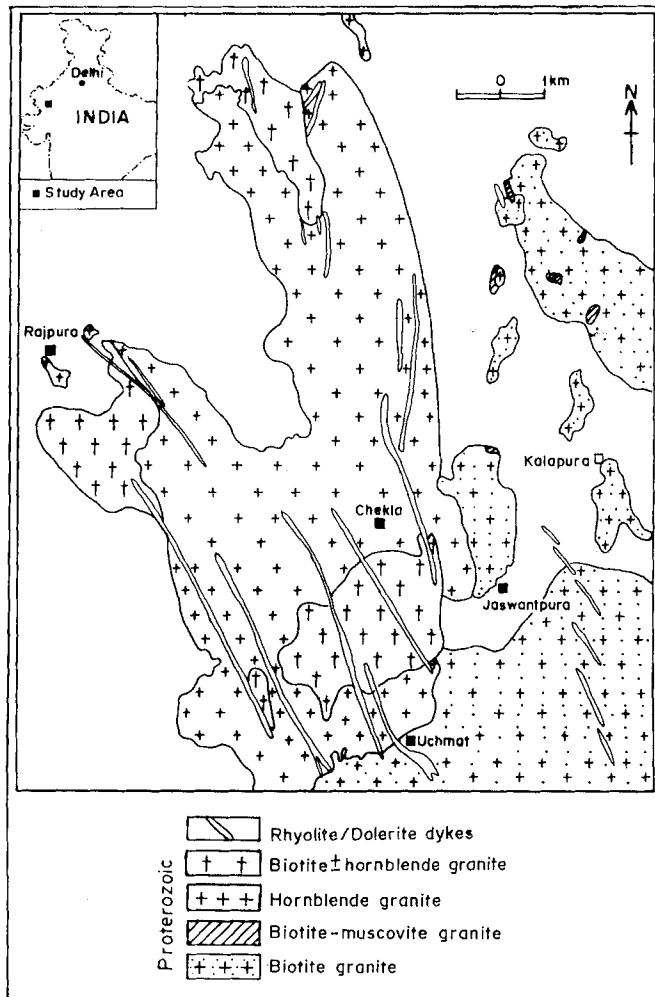 Delhi
INDIA
■ Study Area
0 1km
N
Rajpura
Kalapura
Chekla
Jaswantpura
Uchmat
Proterozoic
Rhyolite/Dolerite dykes
Biotite ± hornblende granite
Hornblende granite
Biotite-muscovite granite
Biotite granite